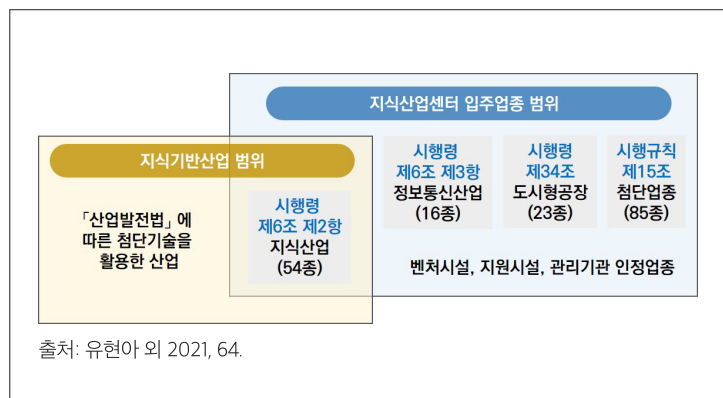 지식산업센터 입주업종 범위
지식기반산업 범위
「산업발전법」에
따른 첨단기술을
활용한 산업
시행령
제6조 제2항
지식산업
(54종)
시행령
제6조 제3항
정보통신산업
(16종)
시행령
제34조
도시형공장
(23종)
시행규칙
제15조
첨단업종
(85종)
벤처시설, 지원시설, 관리기관 인정업종
출처: 유현아 외 2021, 64.